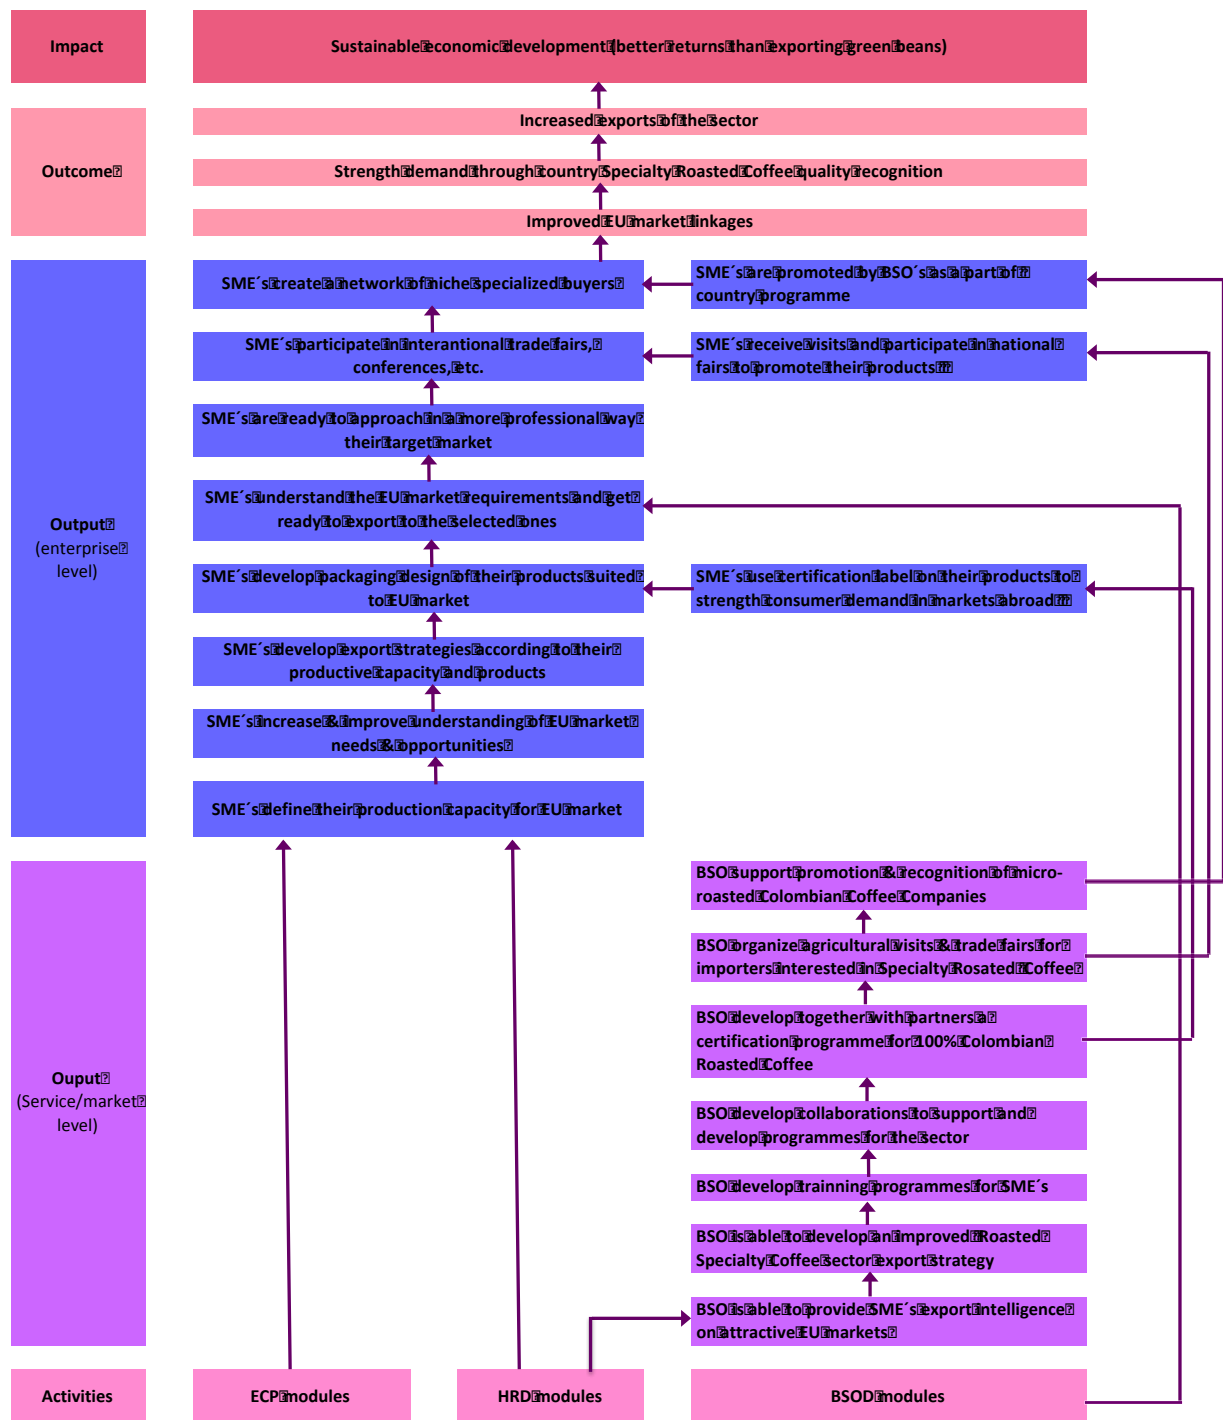 Impact
Sustainable economic development (better returns than exporting green beans)
Increased exports of the sector
Outcome
Strength demand through country Specialty Roasted Coffee quality recognition
Improved EU market linkages
SME´s create a network of niche specialized buyers
SME´s are promoted by BSO´s as a part of
country programme
SME´s participate in interantional trade fairs,
conferences, etc.
SME´s receive visits and participate in national
fairs to promote their products
SME´s are ready to approach in a more professional way
their target market
SME´s understand the EU market requirements and get
ready to export to the selected ones
Output
(enterprise
level)
SME´s develop packaging design of their products suited
to EU market
SME´s use certification label on their products to
strength consumer demand in markets abroad
SME´s develop export strategies according to their
productive capacity and products
SME´s increase & improve understanding of EU market
needs & opportunities
SME´s define their production capacity for EU market
BSO support promotion & recognition of micro-
roasted Colombian Coffee Companies
BSO organize agricultural visits & trade fairs for
importers interested in Specialty Rosated Coffee
BSO develop together with partners a
certification programme for 100% Colombian
Roasted Coffee
Ouput
(Service/market
level)
BSO develop collaborations to support and
develop programmes for the sector
BSO develop trainning programmes for SME´s
BSO is able to develop an improved Roasted
Specialty Coffee sector export strategy
BSO is able to provide SME´s export intelligence
on attractive EU markets
Activities
ECP modules
HRD modules
BSOD modules